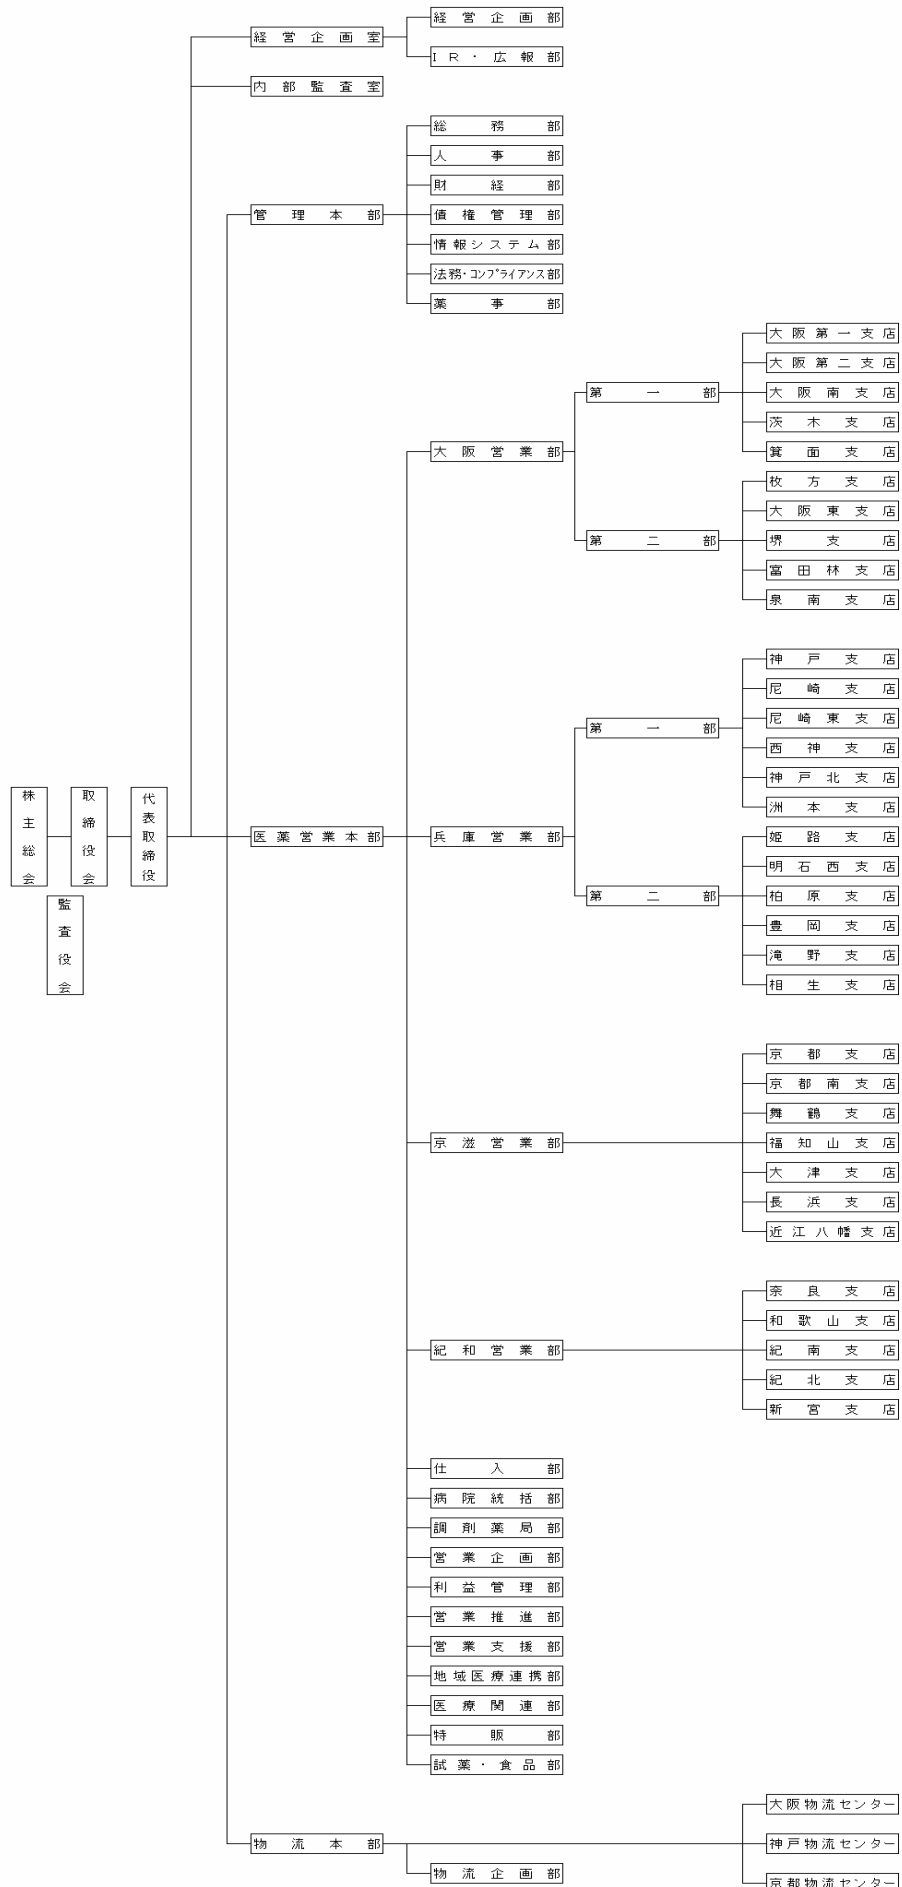 株主総会
取締役会
代表取締役
監査役会
経営企画室
経営企画部
IR・広報部
内部監査室
管理本部
総務部
人事部
財経部
債権管理部
情報システム部
法務・コンプライアンス部
薬事部
医薬営業本部
大阪営業部
第一部
大阪第一支店
大阪第二支店
大阪南支店
茨木支店
箕面支店
第二部
枚方支店
大阪東支店
堺支店
富田林支店
泉南支店
兵庫営業部
第一部
神戸支店
尼崎支店
尼崎東支店
西神支店
神戸北支店
洲本支店
第二部
姫路支店
明石西支店
柏原支店
豊岡支店
滝野支店
相生支店
京滋営業部
京都支店
京都南支店
舞鶴支店
福知山支店
大津支店
長浜支店
近江八幡支店
紀和営業部
奈良支店
和歌山支店
紀南支店
紀北支店
新宮支店
仕入部
病院統括部
調剤薬局部
営業企画部
利益管理部
営業推進部
営業支援部
地域医療連携部
医療関連部
特販部
試薬・食品部
物流本部
大阪物流センター
神戸物流センター
京都物流センター
物流企画部